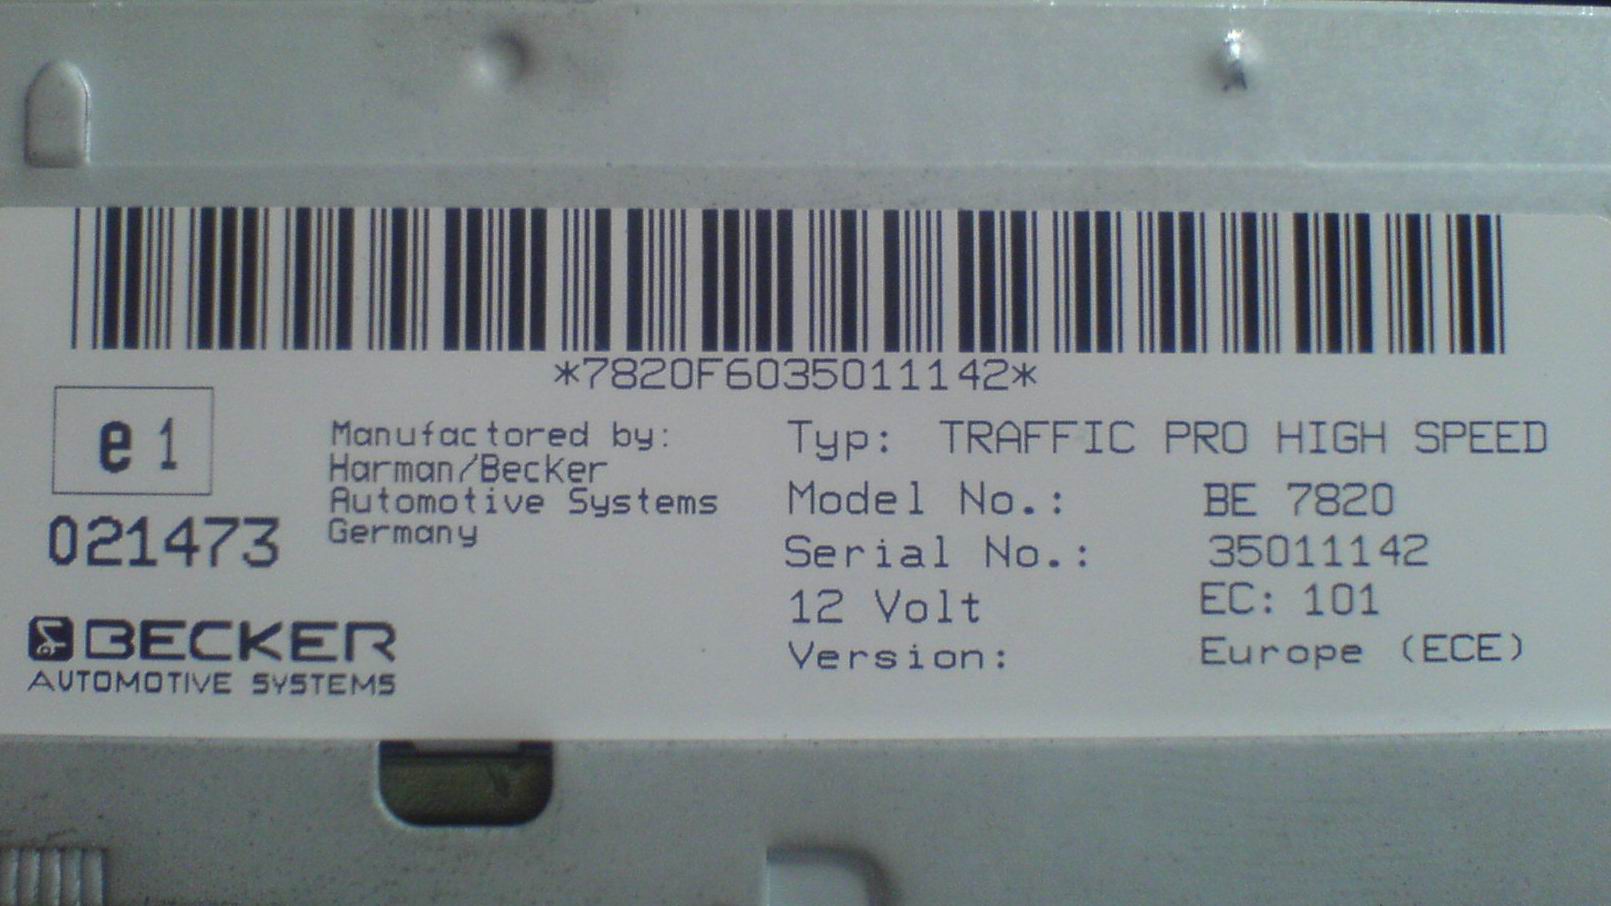 *7820F6035011142*
e1
021473
Manufactored by:
Harman/Becker
Automotive Systems
Germany
BECKER
AUTOMOTIVE SYSTEMS
Typ: TRAFFIC PRO HIGH SPEED
Model No.: BE 7820
Serial No.: 35011142
12 Volt EC: 101
Version: Europe (ECE)